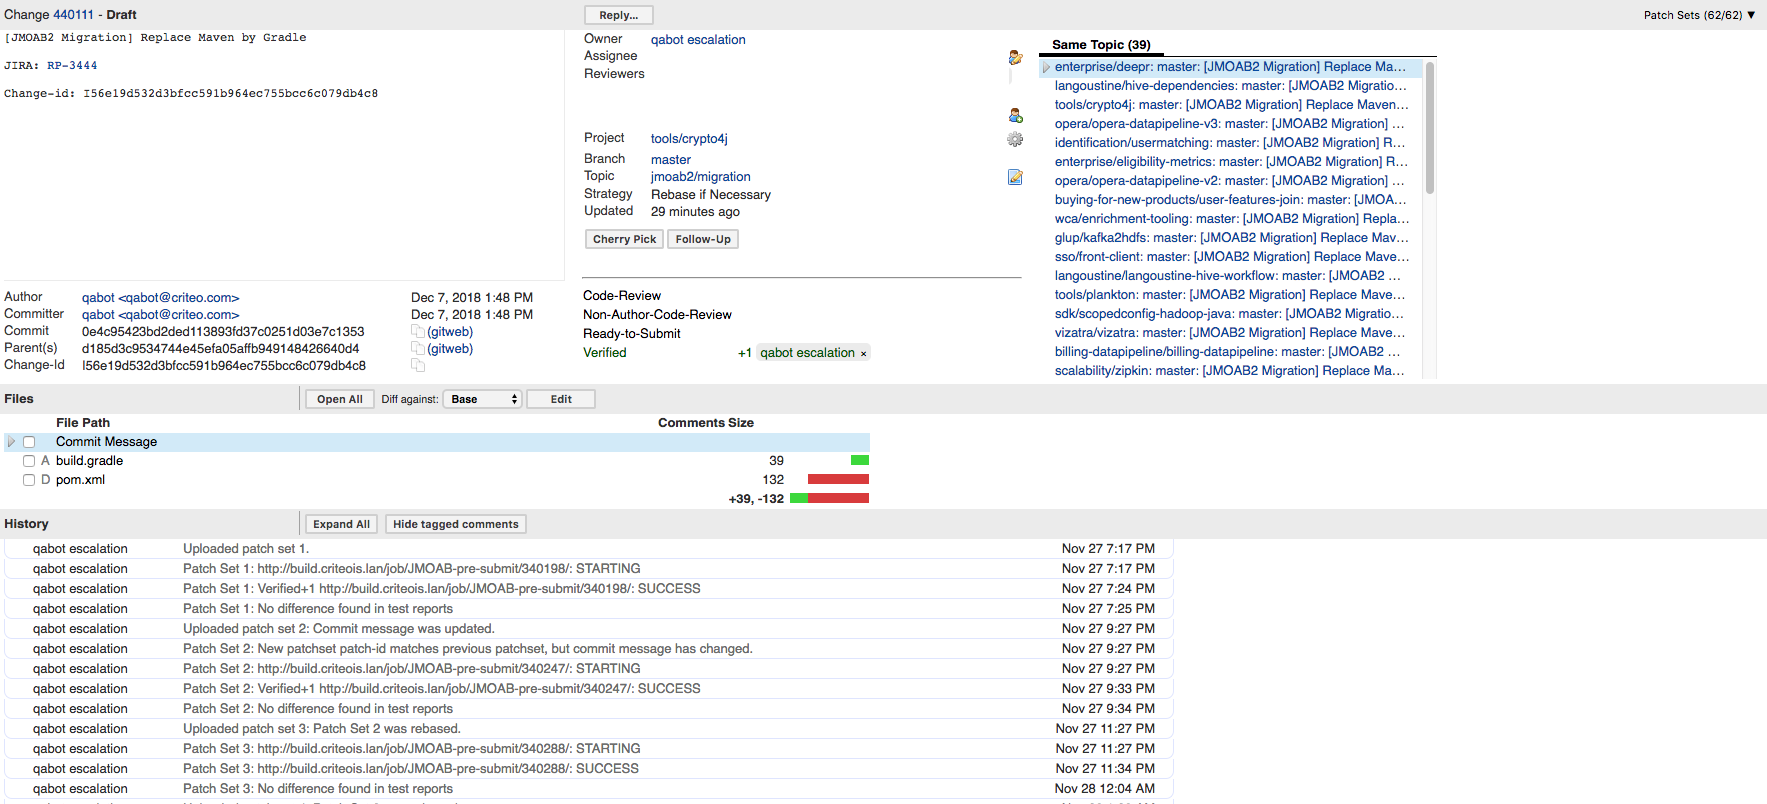 Change 440111 - Draft
Reply...
Patch Sets (62/62) ▼
[JMOAB2 Migration] Replace Maven by Gradle
JIRA: RP-3444
Change-id: I56e19d532d3bfcc591b964ec755bcc6c079db4c8
Owner qabot escalation
Assignee
Reviewers
Project tools/crypto4j
Branch master
Topic jmoab2/migration
Strategy Rebase if Necessary
Updated 29 minutes ago
Cherry Pick Follow-Up
Same Topic (39)
enterprise/deepr: master: [JMOAB2 Migration] Replace Ma...
langoustine/hive-dependencies: master: [JMOAB2 Migratio...
tools/crypto4j: master: [JMOAB2 Migration] Replace Maven...
opera/opera-datapipeline-v3: master: [JMOAB2 Migration] ...
identification/usermatching: master: [JMOAB2 Migration] R...
enterprise/eligibility-metrics: master: [JMOAB2 Migration] R...
opera/opera-datapipeline-v2: master: [JMOAB2 Migration] ...
buying-for-new-products/user-features-join: master: [JMOA...
wca/enrichment-tooling: master: [JMOAB2 Migration] Repla...
glup/kafka2hdfs: master: [JMOAB2 Migration] Replace Mav...
sso/front-client: master: [JMOAB2 Migration] Replace Mave...
langoustine/langoustine-hive-workflow: master: [JMOAB2 ...
tools/plankton: master: [JMOAB2 Migration] Replace Mave...
sdk/scopedconfig-hadoop-java: master: [JMOAB2 Migratio...
vizatra/vizatra: master: [JMOAB2 Migration] Replace Mave...
billing-datapipeline/billing-datapipeline: master: [JMOAB2 ...
scalability/zipkin: master: [JMOAB2 Migration] Replace Ma...
Author qabot <qabot@criteo.com> Dec 7, 2018 1:48 PM
Committer qabot <qabot@criteo.com> Dec 7, 2018 1:48 PM
Commit 0e4c95423bd2ded113893fd37c0251d03e7c1353 (gitweb)
Parent(s) d185d3c9534744e45efa05affb949148426640d4 (gitweb)
Change-Id I56e19d532d3bfcc591b964ec755bcc6c079db4c8
Code-Review
Non-Author-Code-Review
Ready-to-Submit
Verified +1 qabot escalation ×
Files Open All Diff against: Base Edit
File Path Comments Size
Commit Message
A build.gradle 39
D pom.xml 132
+39, -132
History Expand All Hide tagged comments
qabot escalation Uploaded patch set 1. Nov 27 7:17 PM
qabot escalation Patch Set 1: http://build.criteois.lan/job/JMOAB-pre-submit/340198/: STARTING Nov 27 7:17 PM
qabot escalation Patch Set 1: Verified+1 http://build.criteois.lan/job/JMOAB-pre-submit/340198/: SUCCESS Nov 27 7:24 PM
qabot escalation Patch Set 1: No difference found in test reports Nov 27 7:25 PM
qabot escalation Uploaded patch set 2: Commit message was updated. Nov 27 9:27 PM
qabot escalation Patch Set 2: New patchset patch-id matches previous patchset, but commit message has changed. Nov 27 9:27 PM
qabot escalation Patch Set 2: http://build.criteois.lan/job/JMOAB-pre-submit/340247/: STARTING Nov 27 9:27 PM
qabot escalation Patch Set 2: Verified+1 http://build.criteois.lan/job/JMOAB-pre-submit/340247/: SUCCESS Nov 27 9:33 PM
qabot escalation Patch Set 2: No difference found in test reports Nov 27 9:34 PM
qabot escalation Uploaded patch set 3: Patch Set 2 was rebased. Nov 27 11:27 PM
qabot escalation Patch Set 3: http://build.criteois.lan/job/JMOAB-pre-submit/340288/: STARTING Nov 27 11:27 PM
qabot escalation Patch Set 3: http://build.criteois.lan/job/JMOAB-pre-submit/340288/: SUCCESS Nov 27 11:34 PM
qabot escalation Patch Set 3: No difference found in test reports Nov 28 12:04 AM